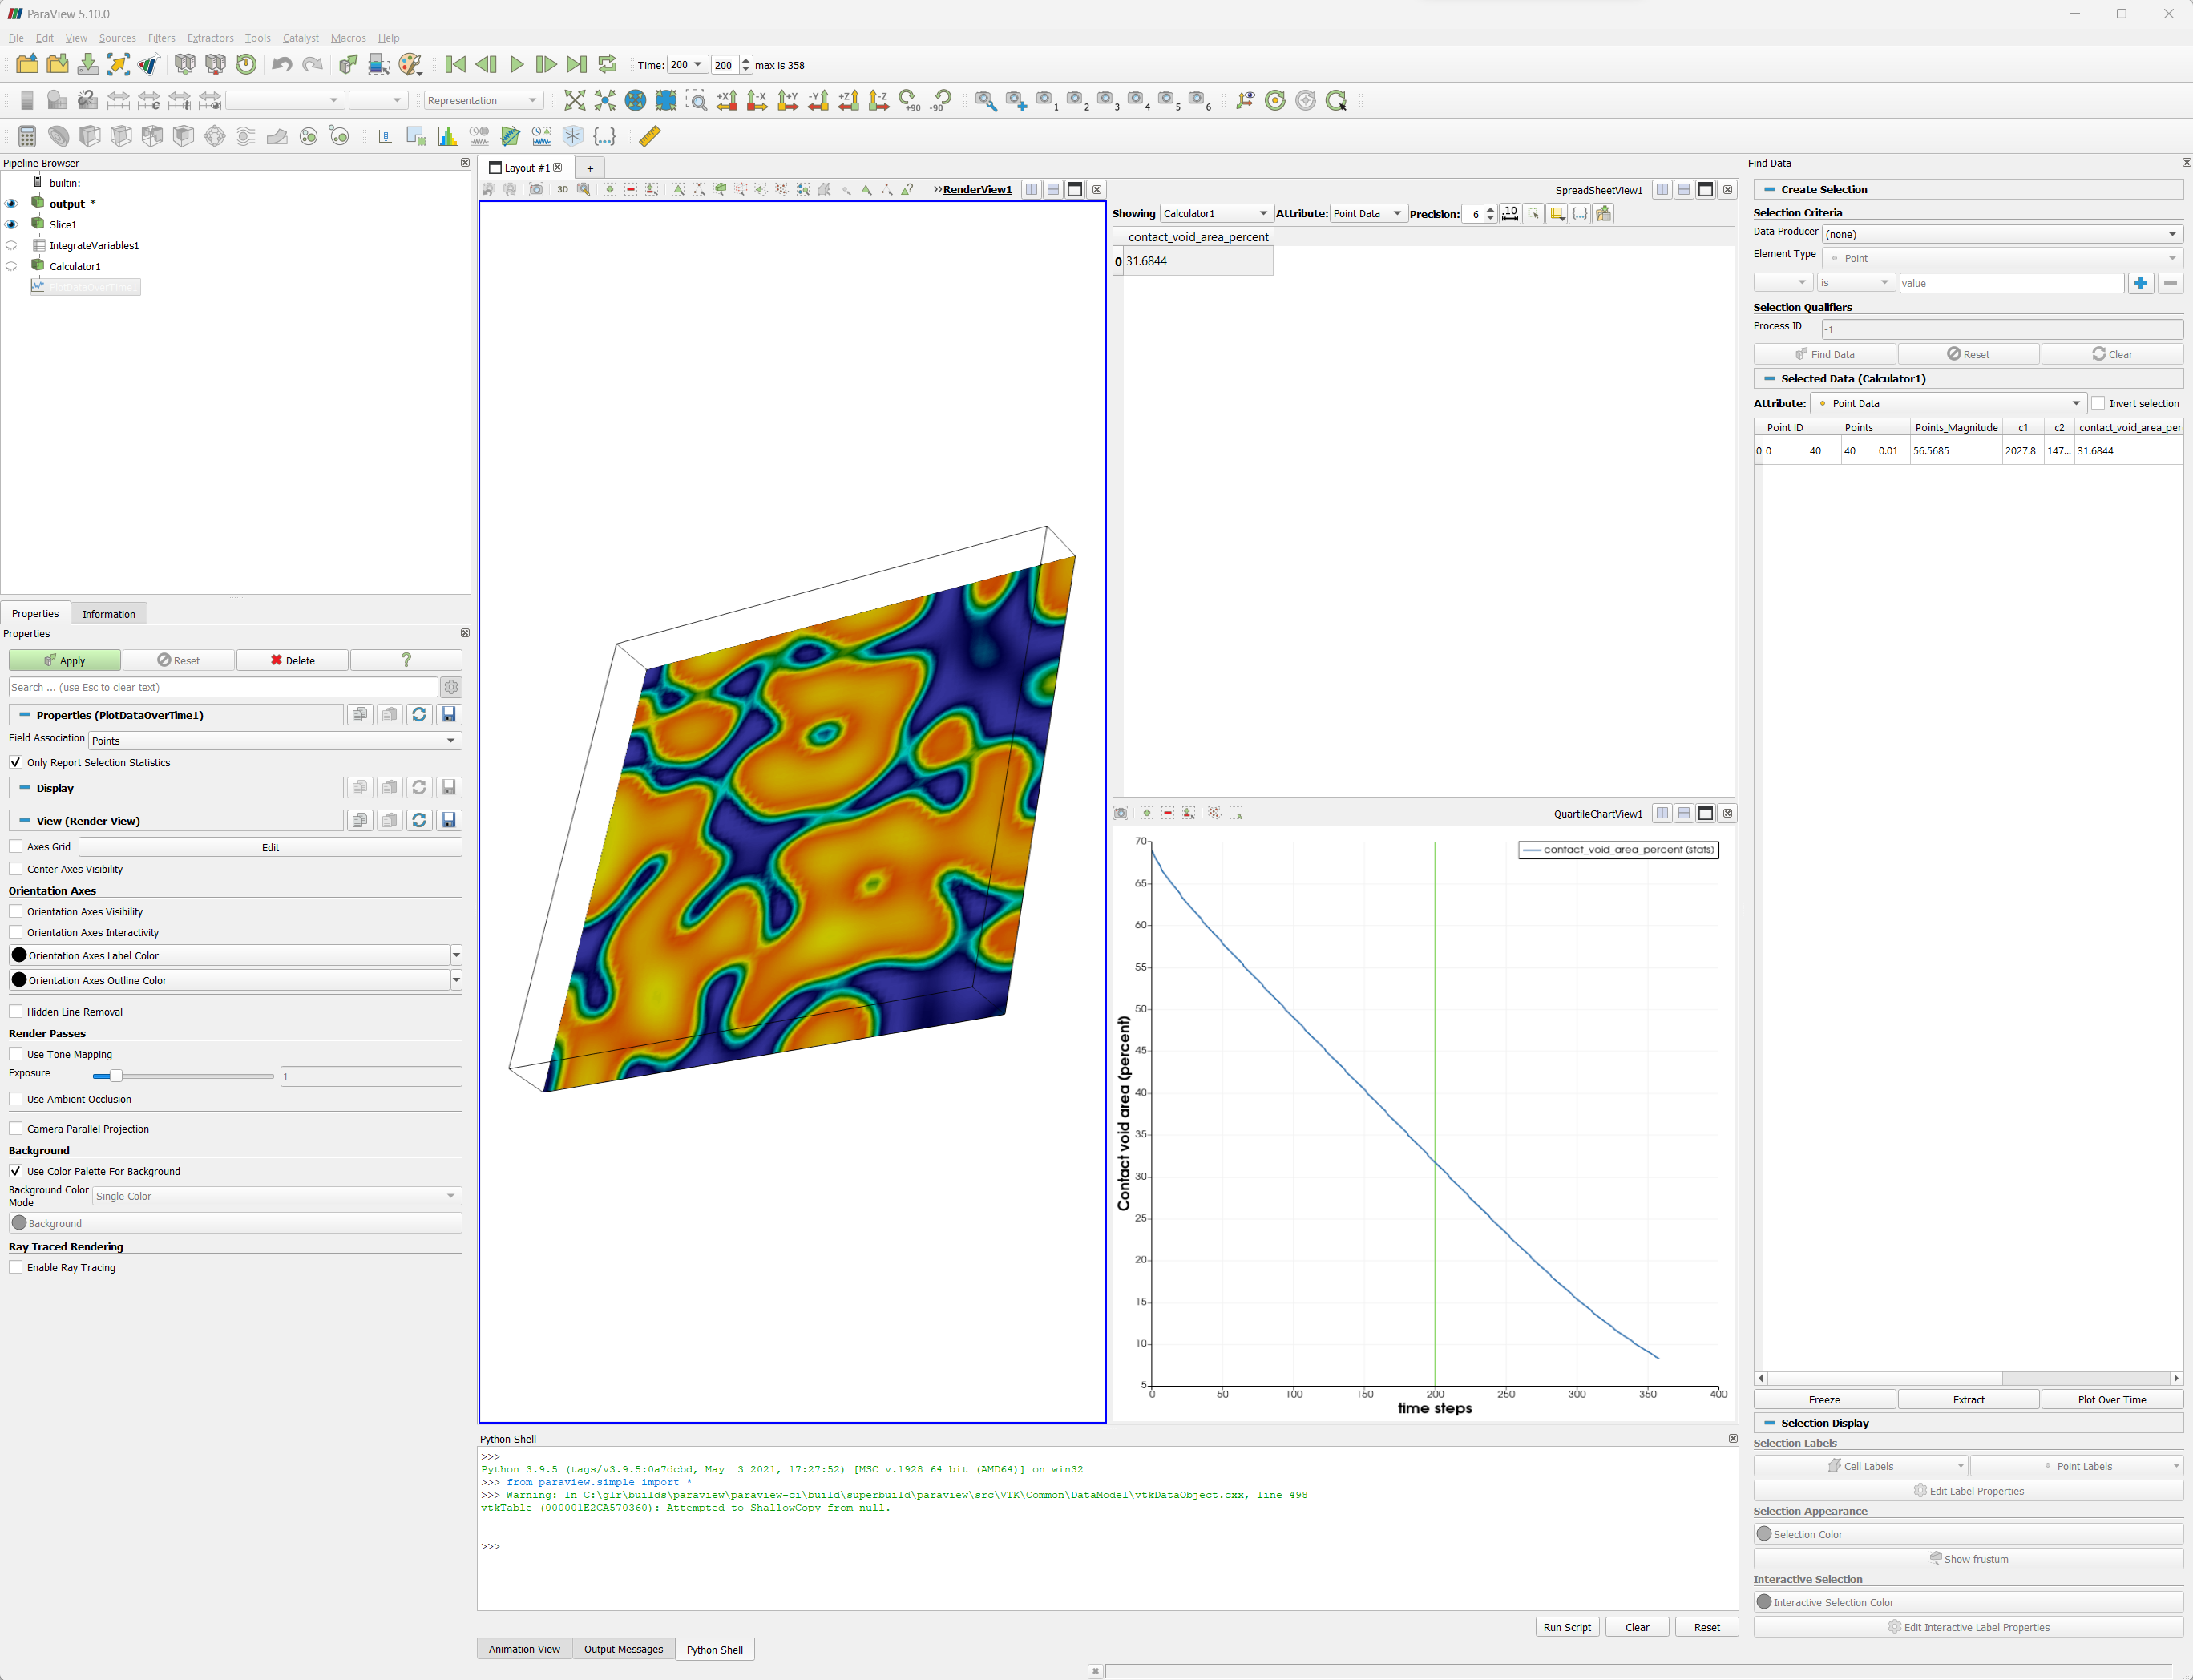 ParaView 5.10.0
File Edit View Sources Filters Extractors Tools Catalyst Macros Help
Time: 200 200 max is 358
Representation +X -X +Y -Y +Z -Z +90 -90 1 2 3 4 5 6
Pipeline Browser
builtin:
output-*
Slice1
IntegrateVariables1
Calculator1
PlotDataOverTime1
Properties Information
Properties
Apply Reset Delete ?
Search ... (use Esc to clear text)
Properties (PlotDataOverTime1)
Field Association Points
Only Report Selection Statistics
Display
View (Render View)
Axes Grid Edit
Center Axes Visibility
Orientation Axes
Orientation Axes Visibility
Orientation Axes Interactivity
Orientation Axes Label Color
Orientation Axes Outline Color
Hidden Line Removal
Render Passes
Use Tone Mapping
Exposure 1
Use Ambient Occlusion
Camera Parallel Projection
Background
Use Color Palette For Background
Background Color Mode Single Color
Background
Ray Traced Rendering
Enable Ray Tracing
Layout #1 +
3D >>RenderView1
SpreadSheetView1
Showing Calculator1 Attribute: Point Data Precision: 6 .10 {...}
contact_void_area_percent
0 31.6844
QuartileChartView1
contact_void_area_percent (stats)
70
65
60
55
50
45
40
35
30
25
20
15
10
5
Contact void area (percent)
0 50 100 150 200 250 300 350 400
time steps
Python Shell
>>>
Python 3.9.5 (tags/v3.9.5:0a7dcbd, May  3 2021, 17:27:52) [MSC v.1928 64 bit (AMD64)] on win32
>>> from paraview.simple import *
>>> Warning: In C:\glr\builds\paraview\paraview-ci\build\superbuild\paraview\src\VTK\Common\DataModel\vtkDataObject.cxx, line 498
vtkTable (000001E2CA570360): Attempted to ShallowCopy from null.
>>>
Run Script Clear Reset
Animation View Output Messages Python Shell
Find Data
Create Selection
Selection Criteria
Data Producer (none)
Element Type Point
is value
Selection Qualifiers
Process ID -1
Find Data Reset Clear
Selected Data (Calculator1)
Attribute: Point Data Invert selection
Point ID Points Points_Magnitude c1 c2 contact_void_area_per
0 0 40 40 0.01 56.5685 2027.8 147... 31.6844
Freeze Extract Plot Over Time
Selection Display
Selection Labels
Cell Labels Point Labels
Edit Label Properties
Selection Appearance
Selection Color
Show frustum
Interactive Selection
Interactive Selection Color
Edit Interactive Label Properties